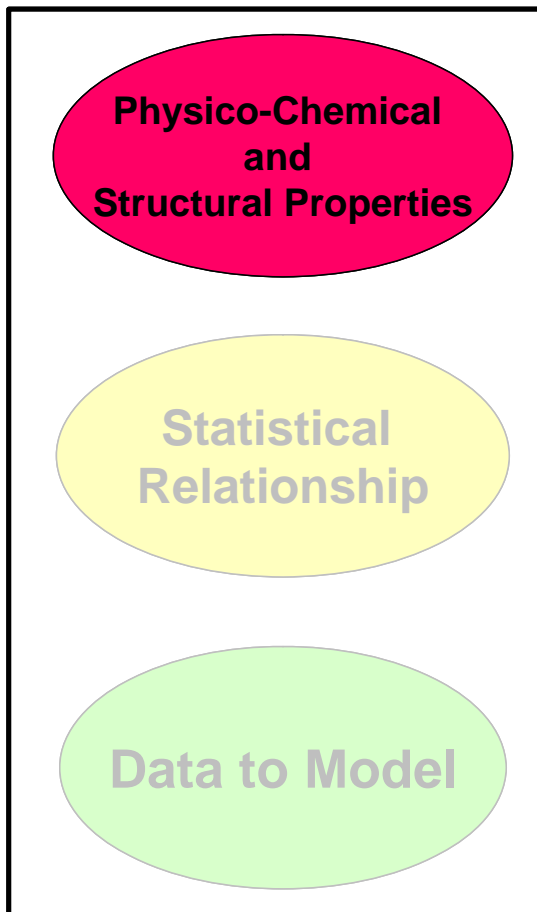 Physico-Chemical
and
Structural Properties
Statistical
Relationship
Data to Model